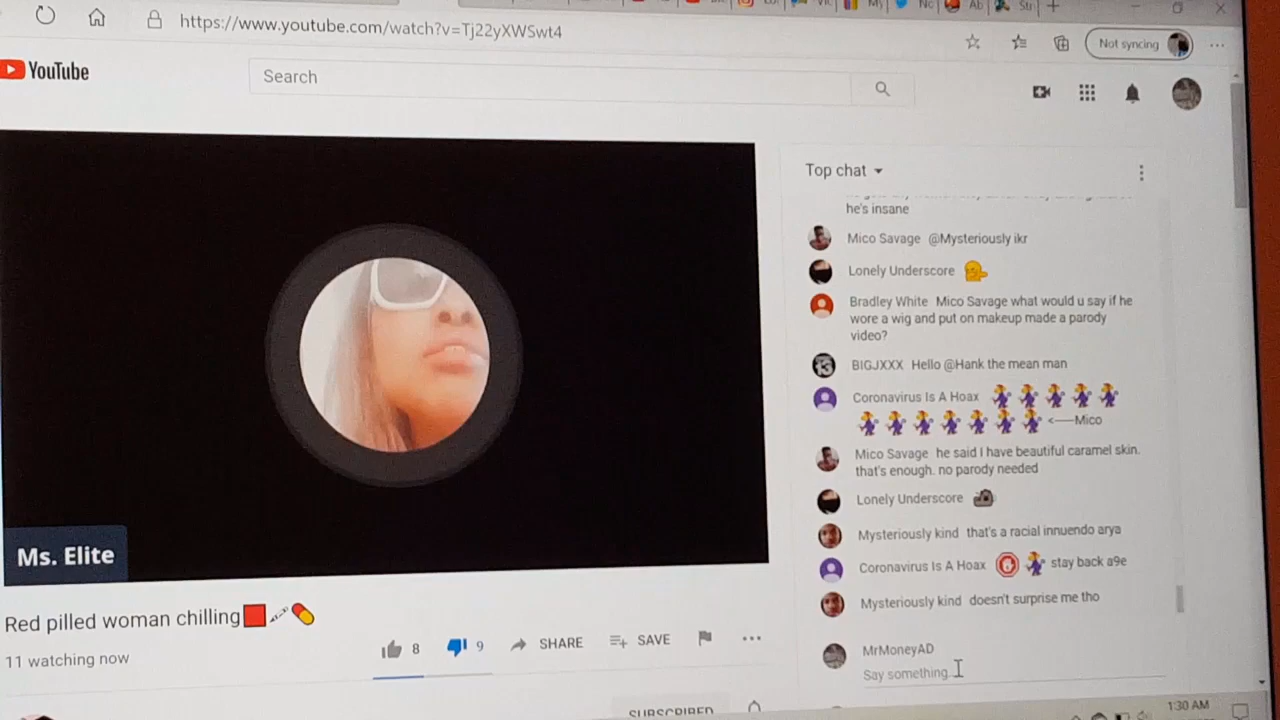 https://www.youtube.com/watch?v=Tj22yXWSwt4
Not syncing
YouTube
Search
Top chat
he's insane
Mico Savage @Mysteriously ikr
Lonely Underscore
Bradley White Mico Savage what would u say if he
wore a wig and put on makeup made a parody
video?
BIGJXXX Hello @Hank the mean man
Coronavirus Is A Hoax
<----Mico
Mico Savage he said I have beautiful caramel skin.
that's enough. no parody needed
Lonely Underscore
Mysteriously kind that's a racial innuendo arya
Coronavirus Is A Hoax stay back a9e
Mysteriously kind doesn't surprise me tho
MrMoneyAD
Say something
Ms. Elite
Red pilled woman chilling
11 watching now
8
9
SHARE
SAVE
SUBSCRIBED
1:30 AM